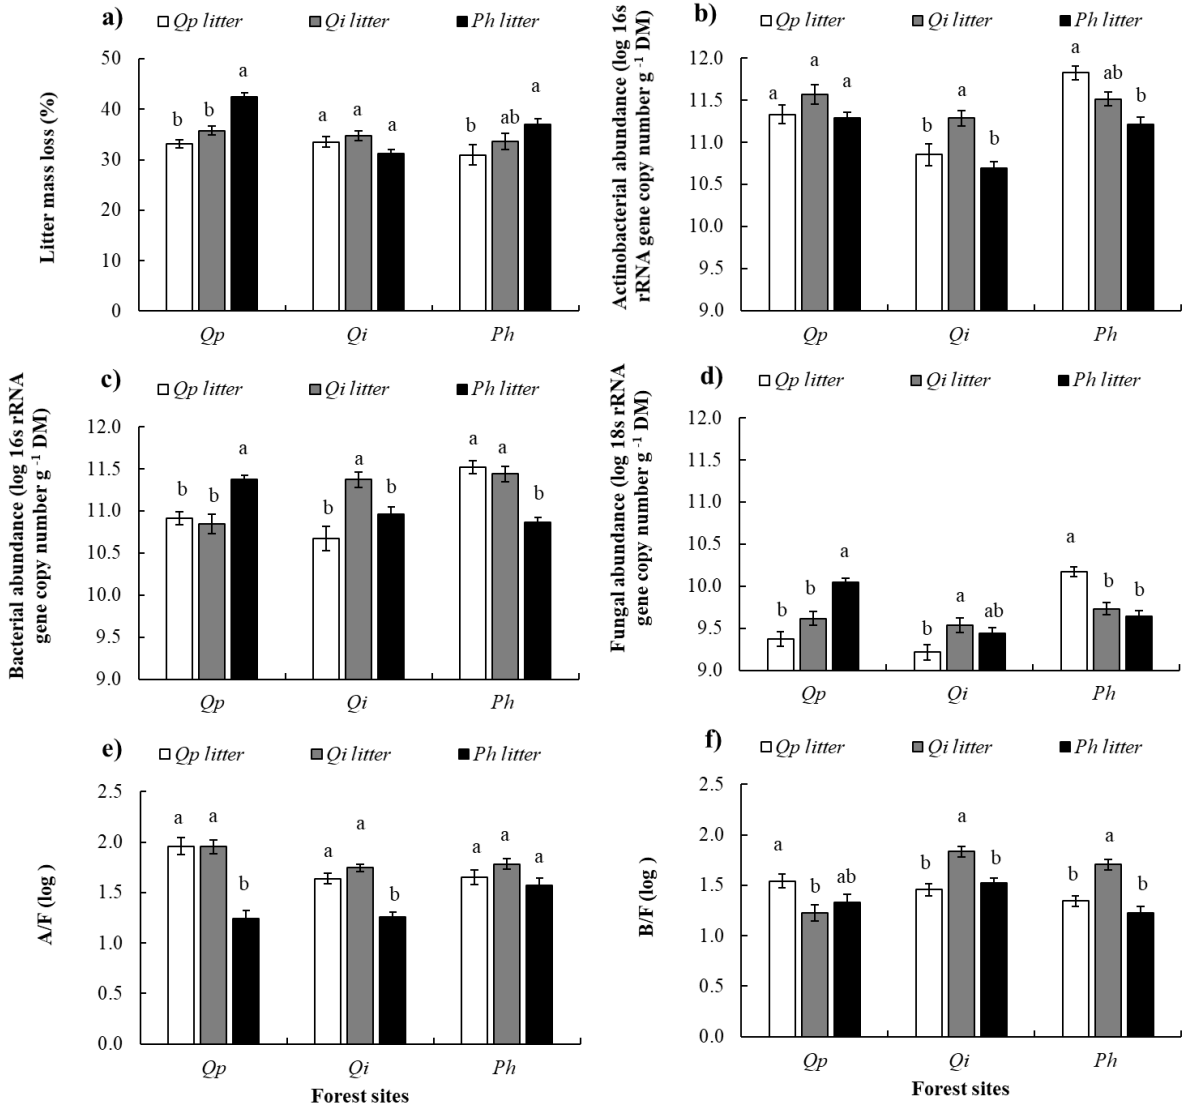 a)
Qp litter Qi litter Ph litter
Litter mass loss (%)
50
40
30
20
10
0
b b a
a a a
b ab a
Qp Qi Ph
b)
Qp litter Qi litter Ph litter
Actinobacterial abundance (log 16s
rRNA gene copy number g -1 DM)
12.0
11.5
11.0
10.5
10.0
9.5
9.0
a a a
b a b
a ab b
Qp Qi Ph
c)
Qp litter Qi litter Ph litter
Bacterial abundance (log 16s rRNA
gene copy number g -1 DM)
12.0
11.5
11.0
10.5
10.0
9.5
9.0
b b a
b a b
a a b
Qp Qi Ph
d)
Qp litter Qi litter Ph litter
Fungal abundance (log 18s rRNA
gene copy number g -1 DM)
12.0
11.5
11.0
10.5
10.0
9.5
9.0
b b a
b a ab
a b b
Qp Qi Ph
e)
Qp litter Qi litter Ph litter
A/F (log )
2.5
2.0
1.5
1.0
0.5
0.0
a a b
a a b
a a a
Qp Qi Ph
Forest sites
f)
Qp litter Qi litter Ph litter
B/F (log )
2.5
2.0
1.5
1.0
0.5
0.0
a b ab
b a b
b a b
Qp Qi Ph
Forest sites